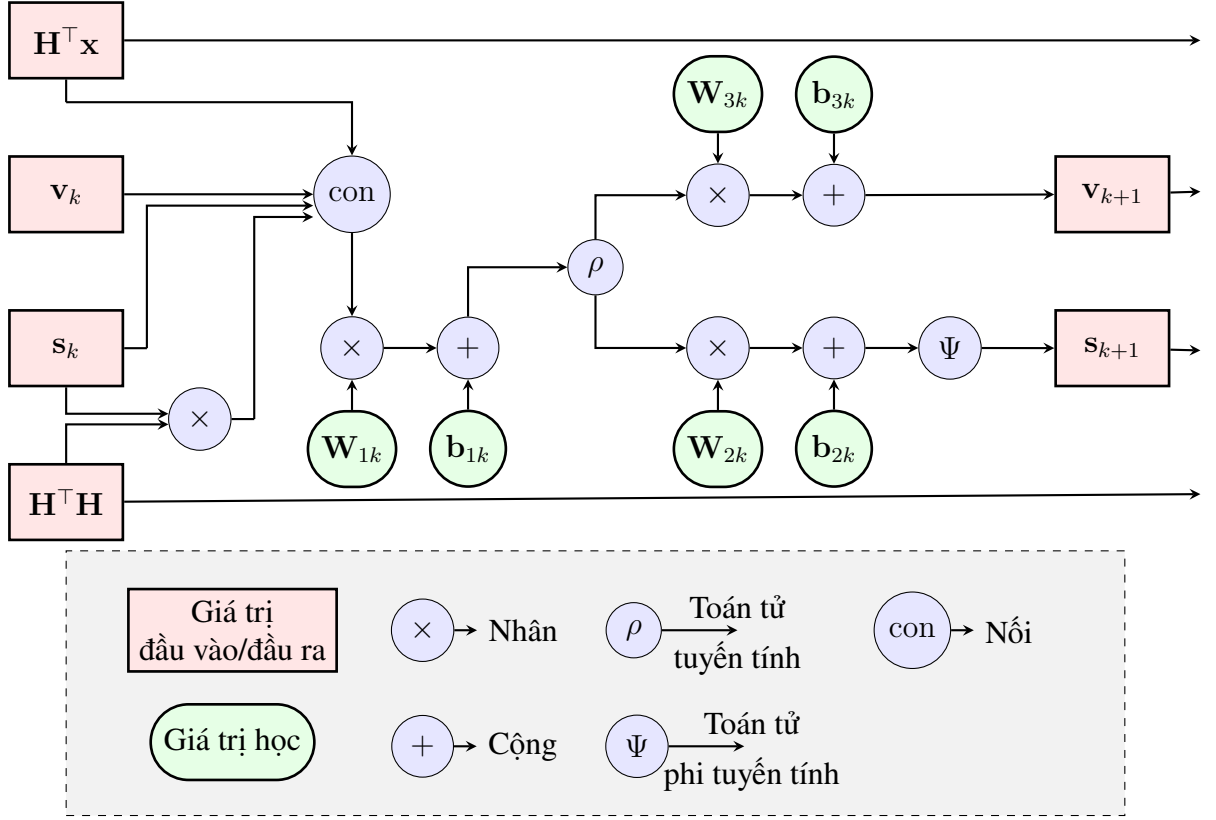 H⊤x
W₃ₖ
b₃ₖ
vₖ
con
×
+
vₖ₊₁
ρ
sₖ
×
+
×
+
Ψ
sₖ₊₁
×
W₁ₖ
b₁ₖ
W₂ₖ
b₂ₖ
H⊤H
Giá trị
đầu vào/đầu ra
×
Nhân
ρ
Toán tử
tuyến tính
con
Nối
Giá trị học
+
Cộng
Ψ
Toán tử
phi tuyến tính